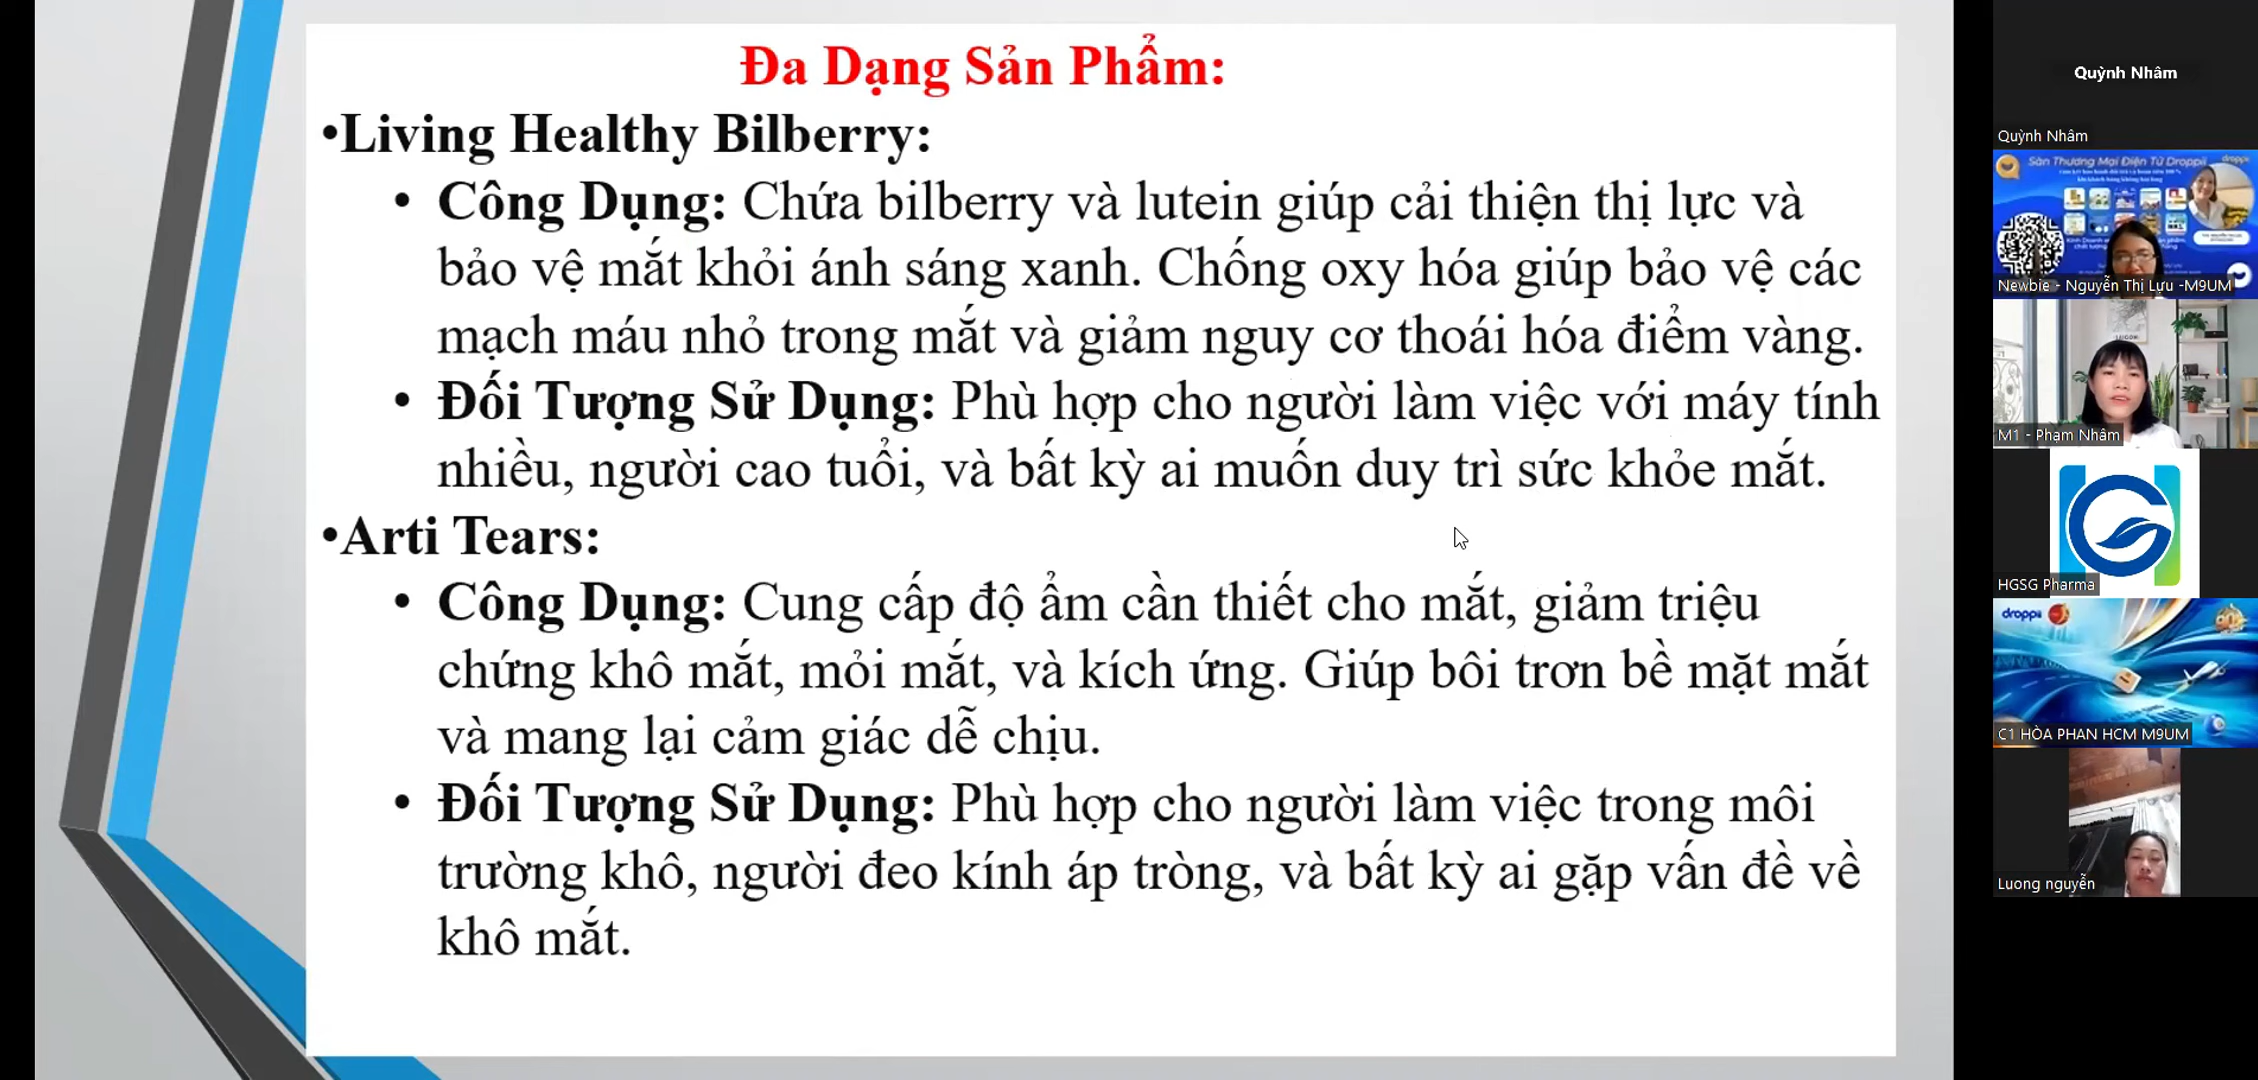 Đa Dạng Sản Phẩm:
•Living Healthy Bilberry:
• Công Dụng: Chứa bilberry và lutein giúp cải thiện thị lực và
bảo vệ mắt khỏi ánh sáng xanh. Chống oxy hóa giúp bảo vệ các
mạch máu nhỏ trong mắt và giảm nguy cơ thoái hóa điểm vàng.
• Đối Tượng Sử Dụng: Phù hợp cho người làm việc với máy tính
nhiều, người cao tuổi, và bất kỳ ai muốn duy trì sức khỏe mắt.
•Arti Tears:
• Công Dụng: Cung cấp độ ẩm cần thiết cho mắt, giảm triệu
chứng khô mắt, mỏi mắt, và kích ứng. Giúp bôi trơn bề mặt mắt
và mang lại cảm giác dễ chịu.
• Đối Tượng Sử Dụng: Phù hợp cho người làm việc trong môi
trường khô, người đeo kính áp tròng, và bất kỳ ai gặp vấn đề về
khô mắt.
Quỳnh Nhâm
Quỳnh Nhâm
Sàn Thương Mại Điện Tử Droppii
droppii
Newbie - Nguyễn Thị Lựu -M9UM
M1 - Phạm Nhâm
HGSG Pharma
droppii
C1 HÒA PHAN HCM M9UM
Luong nguyễn